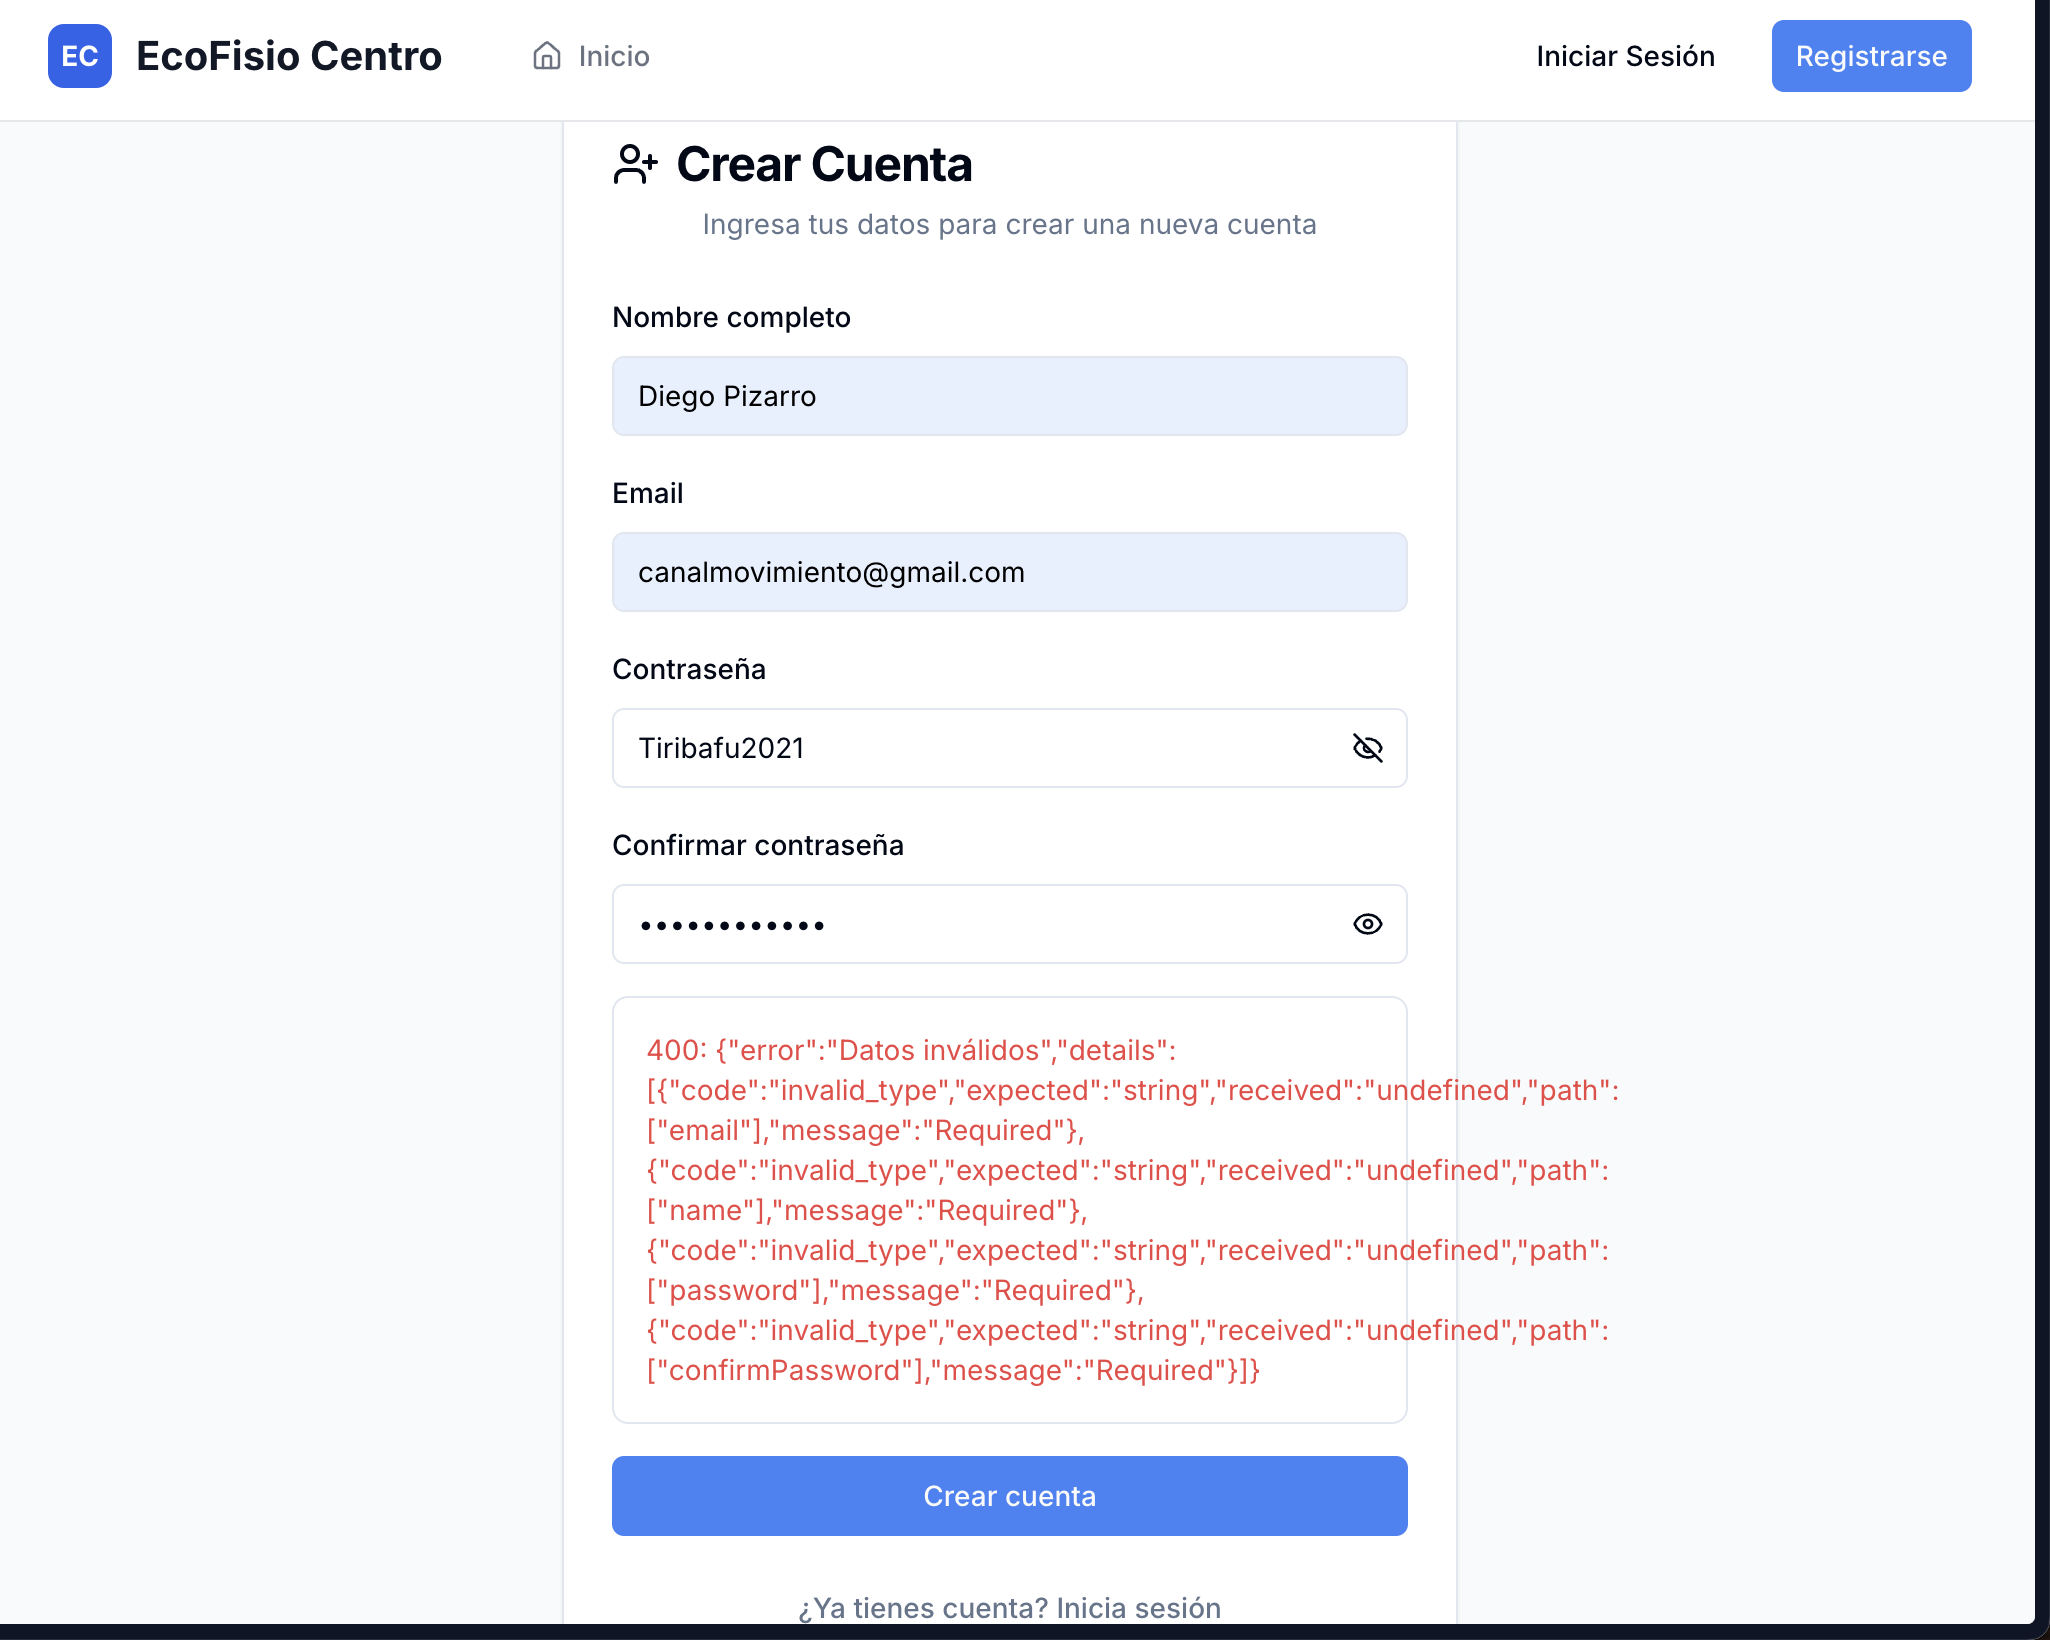 EC EcoFisio Centro Inicio Iniciar Sesión Registrarse
Crear Cuenta
Ingresa tus datos para crear una nueva cuenta
Nombre completo
Diego Pizarro
Email
canalmovimiento@gmail.com
Contraseña
Tiribafu2021
Confirmar contraseña
••••••••••••
400: {"error":"Datos inválidos","details":
[{"code":"invalid_type","expected":"string","received":"undefined","path":
["email"],"message":"Required"},
{"code":"invalid_type","expected":"string","received":"undefined","path":
["name"],"message":"Required"},
{"code":"invalid_type","expected":"string","received":"undefined","path":
["password"],"message":"Required"},
{"code":"invalid_type","expected":"string","received":"undefined","path":
["confirmPassword"],"message":"Required"}]}
Crear cuenta
¿Ya tienes cuenta? Inicia sesión